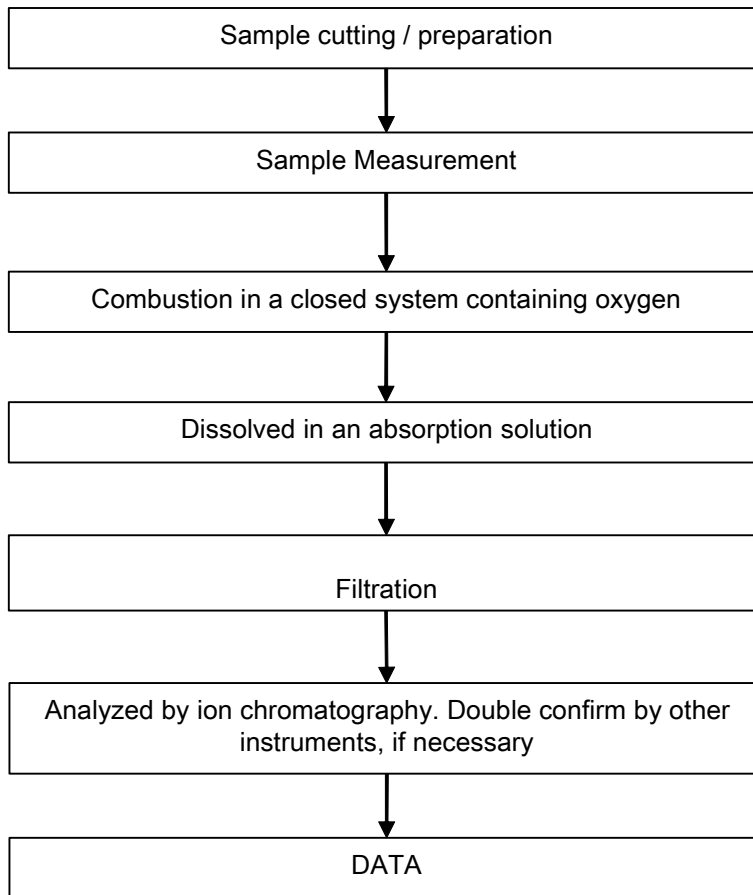 Sample cutting / preparation
Sample Measurement
Combustion in a closed system containing oxygen
Dissolved in an absorption solution
Filtration
Analyzed by ion chromatography. Double confirm by other
instruments, if necessary
DATA